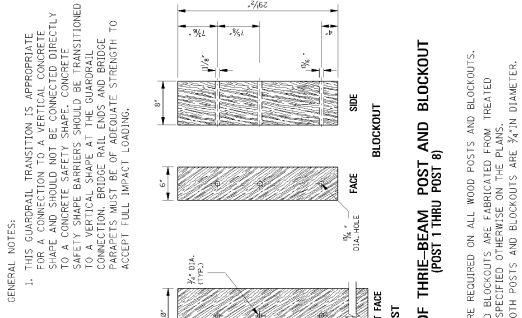 GENERAL NOTES:
1. THIS GUARDRAIL TRANSITION IS APPROPRIATE
FOR A CONNECTION TO A VERTICAL CONCRETE
SHAPE AND SHOULD NOT BE CONNECTED DIRECTLY
TO A CONCRETE SAFETY SHAPE. CONCRETE
SAFETY SHAPE BARRIERS SHOULD BE TRANSITIONED
TO A VERTICAL SHAPE AT THE GUARDRAIL
CONNECTION. BRIDGE RAIL ENDS AND BRIDGE
PARAPETS MUST BE OF ADEQUATE STRENGTH TO
ACCEPT FULL IMPACT LOADING.
29½"
7⅝"
4"
8"
SIDE
BLOCKOUT
6"
FACE
DIA. HOLE
¾" DIA.
(TYP.)
T FACE
ST
OF THRIE-BEAM POST AND BLOCKOUT
(POST 1 THRU POST 8)
RE REQUIRED ON ALL WOOD POSTS AND BLOCKOUTS.
D BLOCKOUTS ARE FABRICATED FROM TREATED
SPECIFIED OTHERWISE ON THE PLANS.
OTH POSTS AND BLOCKOUTS ARE ¾"IN DIAMETER.